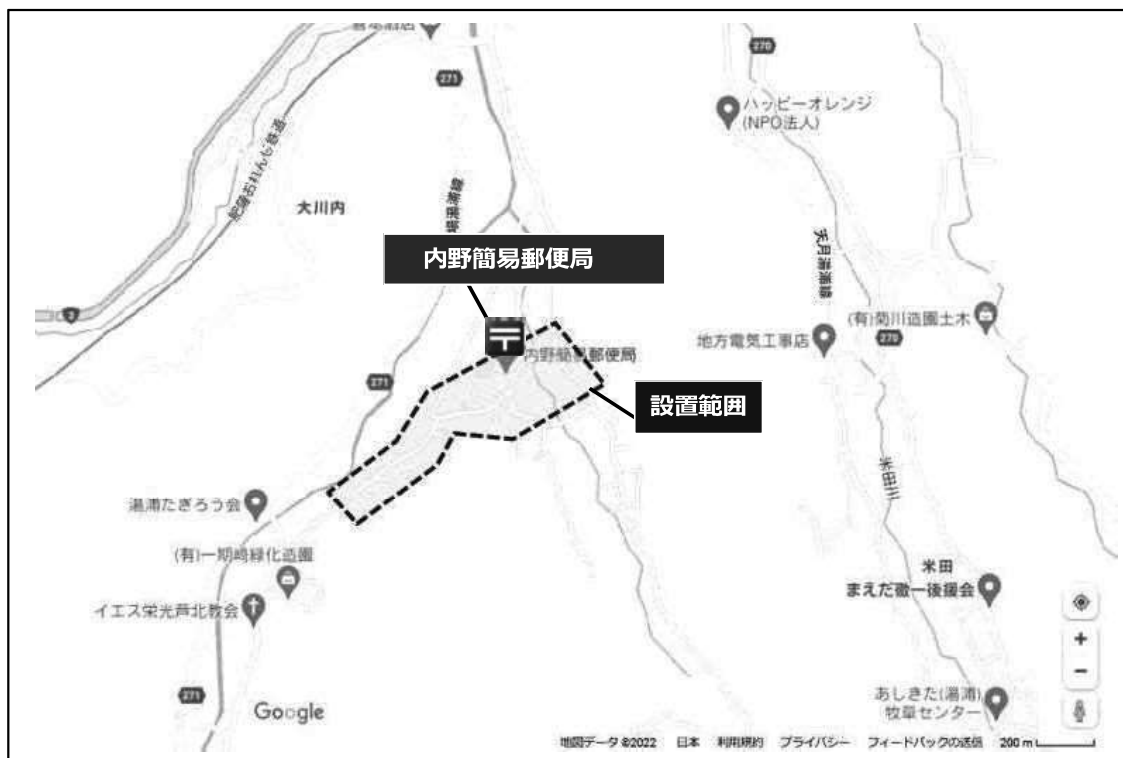 271
270
ハッピーオレンジ
(NPO法人)
肥薩おれんじ鉄道
大川内
内野簡易郵便局
天月湯浦線
3
(有)菊川造園土木
地方電気工事店
270
内野簡易郵便局
271
設置範囲
米田川
湯浦たぎろう会
(有)一期崎緑化造園
米田
まえだ徹一後援会
イエス栄光芦北教会
271
あしきた(湯浦)
牧草センター
Google
地図データ ©2022 日本 利用規約 プライバシー フィードバックの送信 200 m